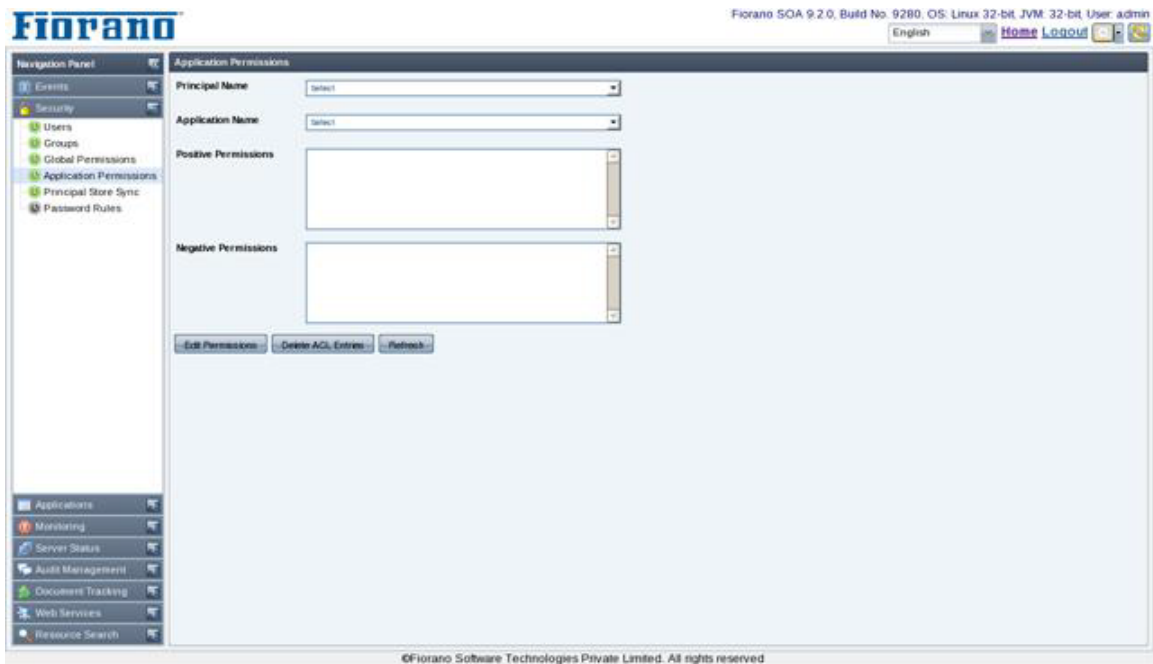 Fiorano
Fiorano SOA 9.2.0, Build No. 9280, OS: Linux 32-bit, JVM: 32-bit, User: admin
English
Home Logout
Navigation Panel
Events
Security
Users
Groups
Global Permissions
Application Permissions
Principal Store Sync
Password Rules
Applications
Monitoring
Server Status
Audit Management
Document Tracking
Web Services
Resource Search
Application Permissions
Principal Name
Select
Application Name
Select
Positive Permissions
Negative Permissions
Edit Permissions Delete ACL Entries Refresh
©Fiorano Software Technologies Private Limited. All rights reserved